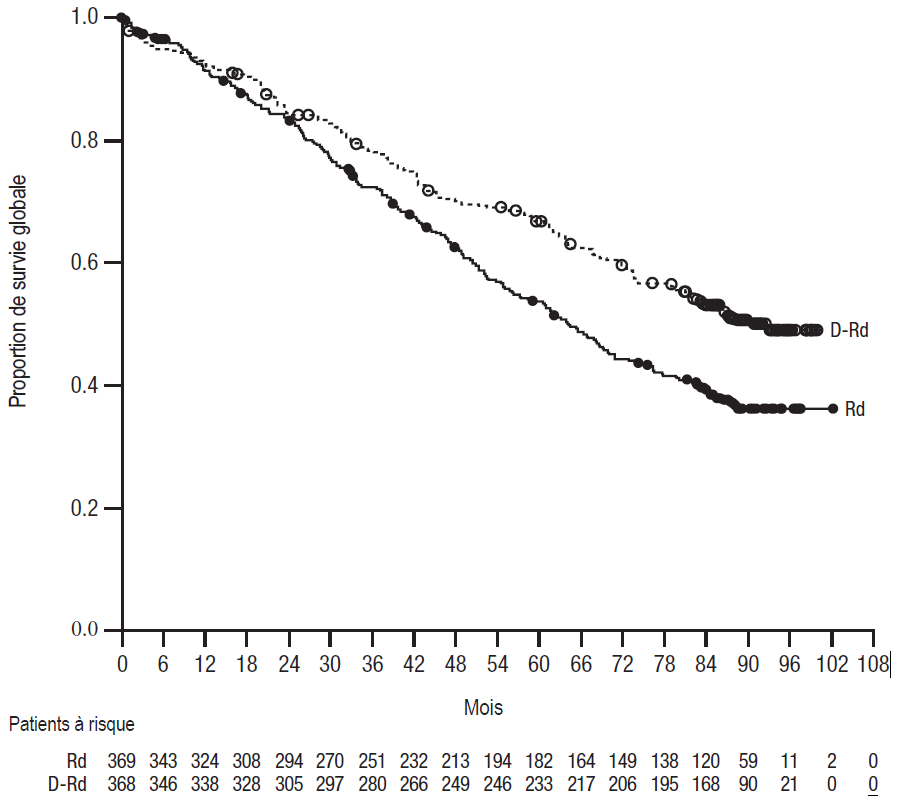 Proportion de survie globale
1.0
0.8
0.6
0.4
0.2
0.0
D-Rd
Rd
0 6 12 18 24 30 36 42 48 54 60 66 72 78 84 90 96 102 108
Mois
Patients à risque
Rd 369 343 324 308 294 270 251 232 213 194 182 164 149 138 120 59 11 2 0
D-Rd 368 346 338 328 305 297 280 266 249 246 233 217 206 195 168 90 21 0 0